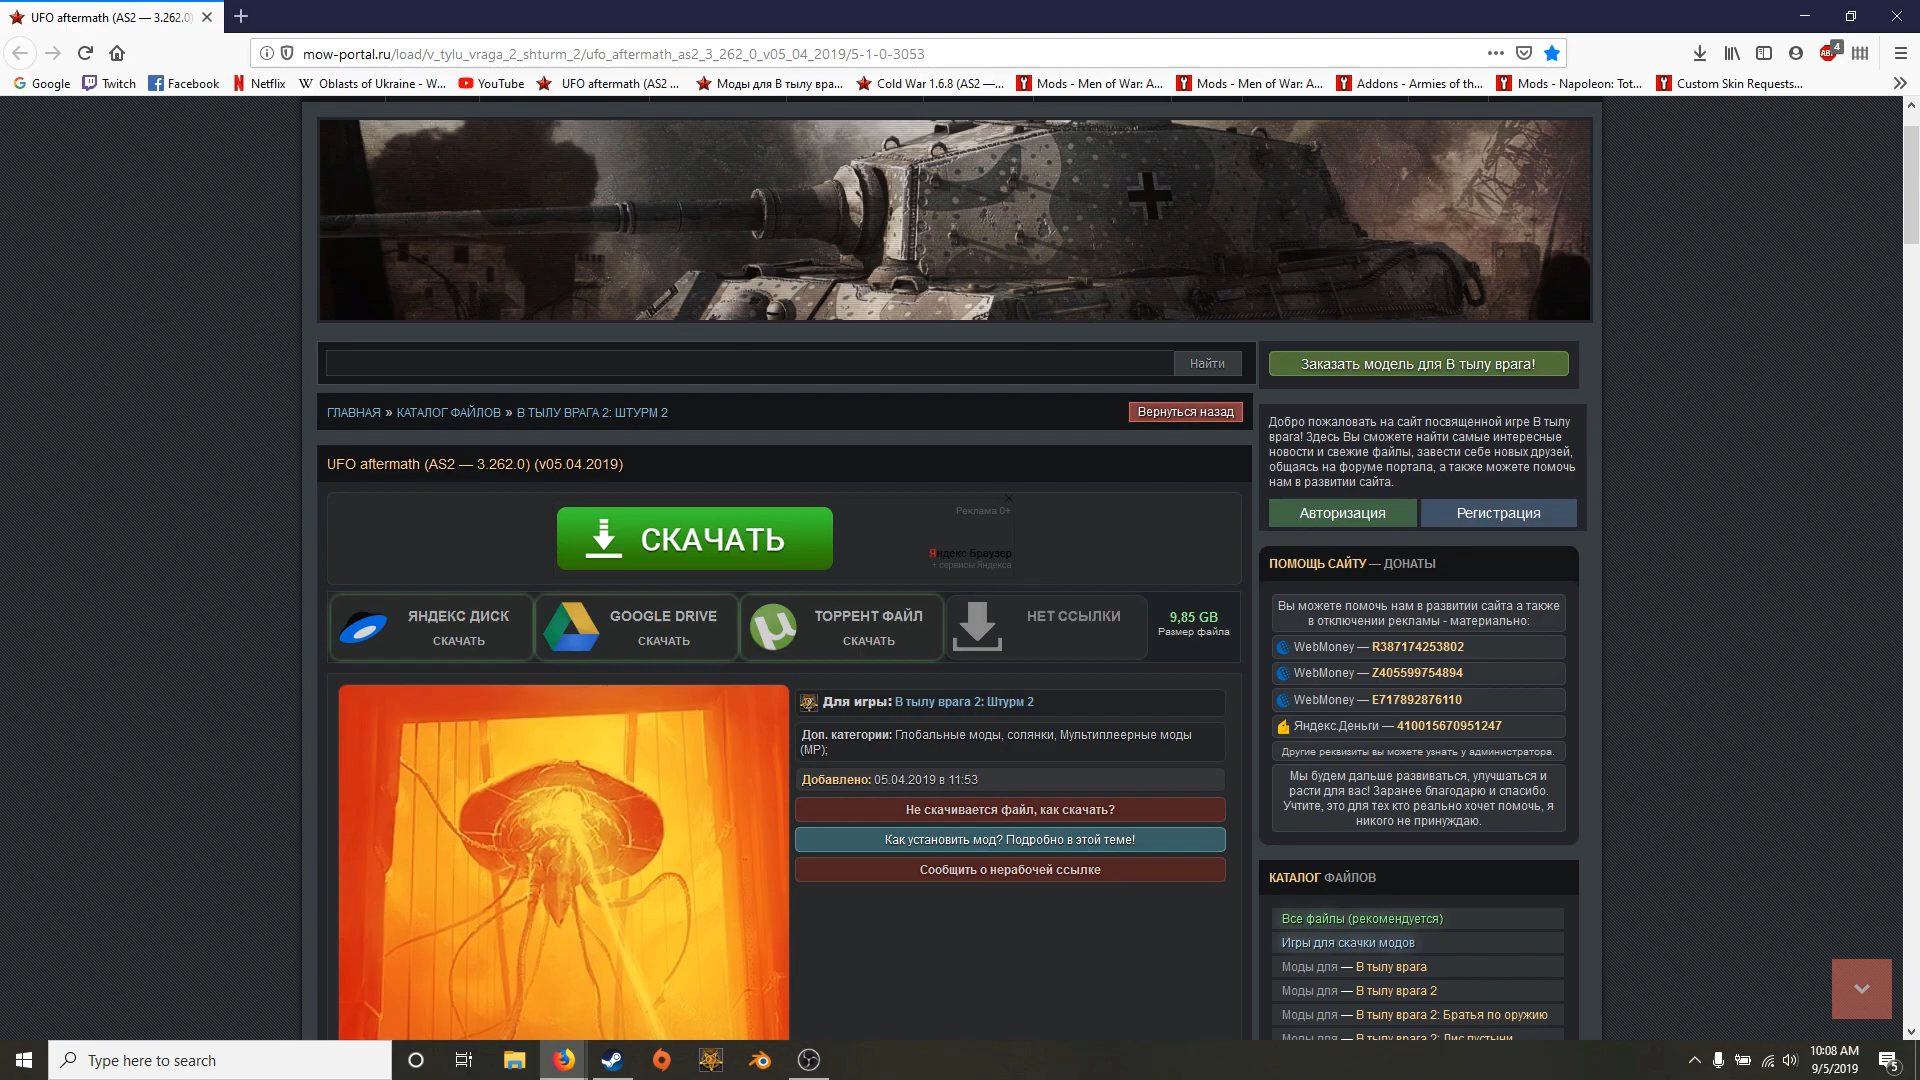 UFO aftermath (AS2 — 3.262.0)
mow-portal.ru/load/v_tylu_vraga_2_shturm_2/ufo_aftermath_as2_3_262_0_v05_04_2019/5-1-0-3053
ABP 4
Google Twitch Facebook Netflix Oblasts of Ukraine - W... YouTube UFO aftermath (AS2 ... Моды для В тылу вра... Cold War 1.6.8 (AS2 —... Mods - Men of War: A... Mods - Men of War: A... Addons - Armies of th... Mods - Napoleon: Tot... Custom Skin Requests...
Найти
Заказать модель для В тылу врага!
ГЛАВНАЯ » КАТАЛОГ ФАЙЛОВ » В ТЫЛУ ВРАГА 2: ШТУРМ 2
Вернуться назад
UFO aftermath (AS2 — 3.262.0) (v05.04.2019)
СКАЧАТЬ
Реклама 0+
Яндекс Браузер
+ сервисы Яндекса
ЯНДЕКС ДИСК
СКАЧАТЬ
GOOGLE DRIVE
СКАЧАТЬ
ТОРРЕНТ ФАЙЛ
СКАЧАТЬ
НЕТ ССЫЛКИ
9,85 GB
Размер файла
Для игры: В тылу врага 2: Штурм 2
Доп. категории: Глобальные моды, солянки, Мультиплеерные моды
(MP);
Добавлено: 05.04.2019 в 11:53
Не скачивается файл, как скачать?
Как установить мод? Подробно в этой теме!
Сообщить о нерабочей ссылке
Добро пожаловать на сайт посвященной игре В тылу
врага! Здесь Вы сможете найти самые интересные
новости и свежие файлы, завести себе новых друзей,
общаясь на форуме портала, а также можете помочь
нам в развитии сайта.
Авторизация
Регистрация
ПОМОЩЬ САЙТУ — ДОНАТЫ
Вы можете помочь нам в развитии сайта а также
в отключении рекламы - материально:
WebMoney — R387174253802
WebMoney — Z405599754894
WebMoney — E717892876110
Яндекс.Деньги — 410015670951247
Другие реквизиты вы можете узнать у администратора.
Мы будем дальше развиваться, улучшаться и
расти для вас! Заранее благодарю и спасибо.
Учтите, это для тех кто реально хочет помочь, я
никого не принуждаю.
КАТАЛОГ ФАЙЛОВ
Все файлы (рекомендуется)
Игры для скачки модов
Моды для — В тылу врага
Моды для — В тылу врага 2
Моды для — В тылу врага 2: Братья по оружию
Моды для — В тылу врага 2: Лис пустыни
Type here to search
10:08 AM
9/5/2019
5